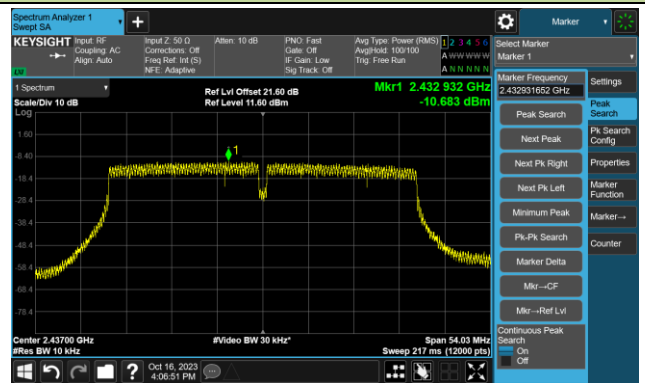 Spectrum Analyzer 1
Swept SA
Marker
KEYSIGHT
Input: RF
Coupling: AC
Align: Auto
Input Z: 50 Ω
Corrections: Off
Freq Ref: Int (S)
NFE: Adaptive
Atten: 10 dB
PNO: Fast
Gate: Off
IF Gain: Low
Sig Track: Off
Avg Type: Power (RMS)
Avg|Hold: 100/100
Trig: Free Run
1 2 3 4 5 6
A W W W W W
A N N N N N
Select Marker
Marker 1
1 Spectrum
Scale/Div 10 dB
Log
Ref Lvl Offset 21.60 dB
Ref Level 11.60 dBm
Mkr1 2.432 932 GHz
-10.683 dBm
1
1.60
-8.40
-18.4
-28.4
-38.4
-48.4
-58.4
-68.4
-78.4
Center 2.43700 GHz
#Res BW 10 kHz
#Video BW 30 kHz*
Span 54.03 MHz
Sweep 217 ms (12000 pts)
Marker Frequency
2.432931652 GHz
Peak Search
Next Peak
Next Pk Right
Next Pk Left
Minimum Peak
Pk-Pk Search
Marker Delta
Mkr→CF
Mkr→Ref Lvl
Continuous Peak
Search
On
Off
Settings
Peak
Search
Pk Search
Config
Properties
Marker
Function
Marker→
Counter
?
Oct 16, 2023
4:06:51 PM